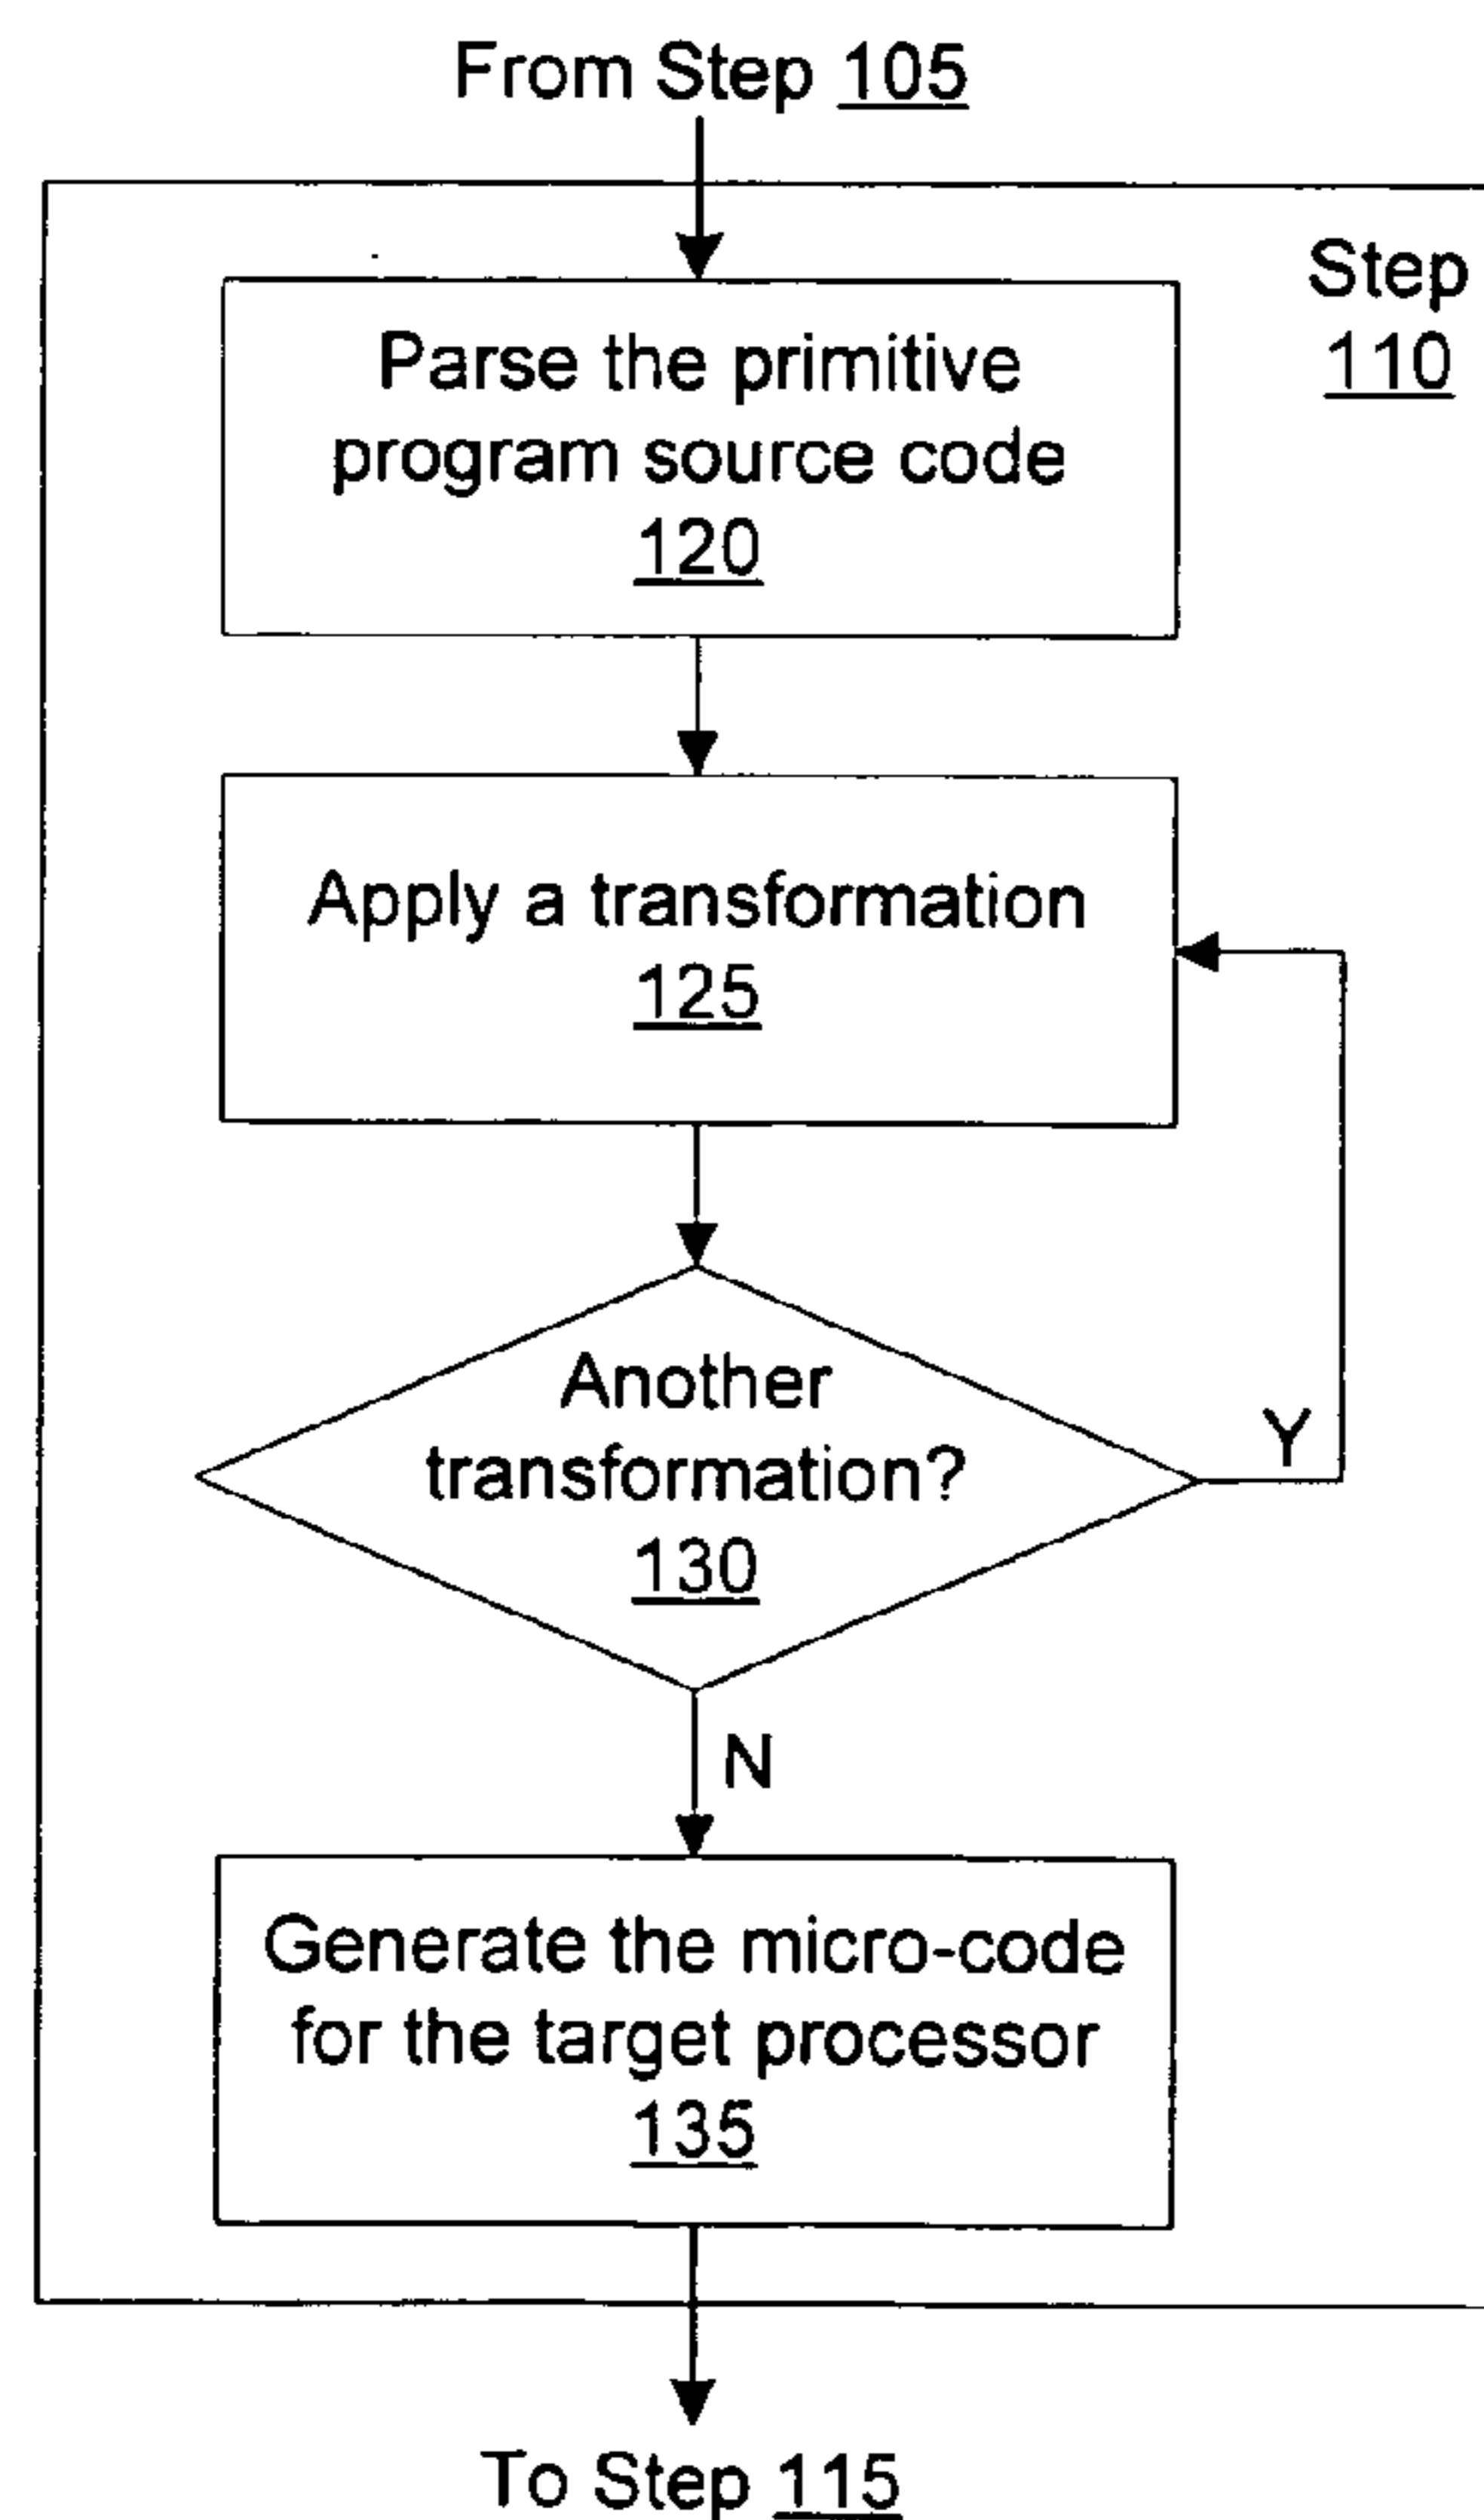 From Step 105
Step
110
Parse the primitive
program source code
120
Apply a transformation
125
Another
transformation?
130
Y
N
Generate the micro-code
for the target processor
135
To Step 115